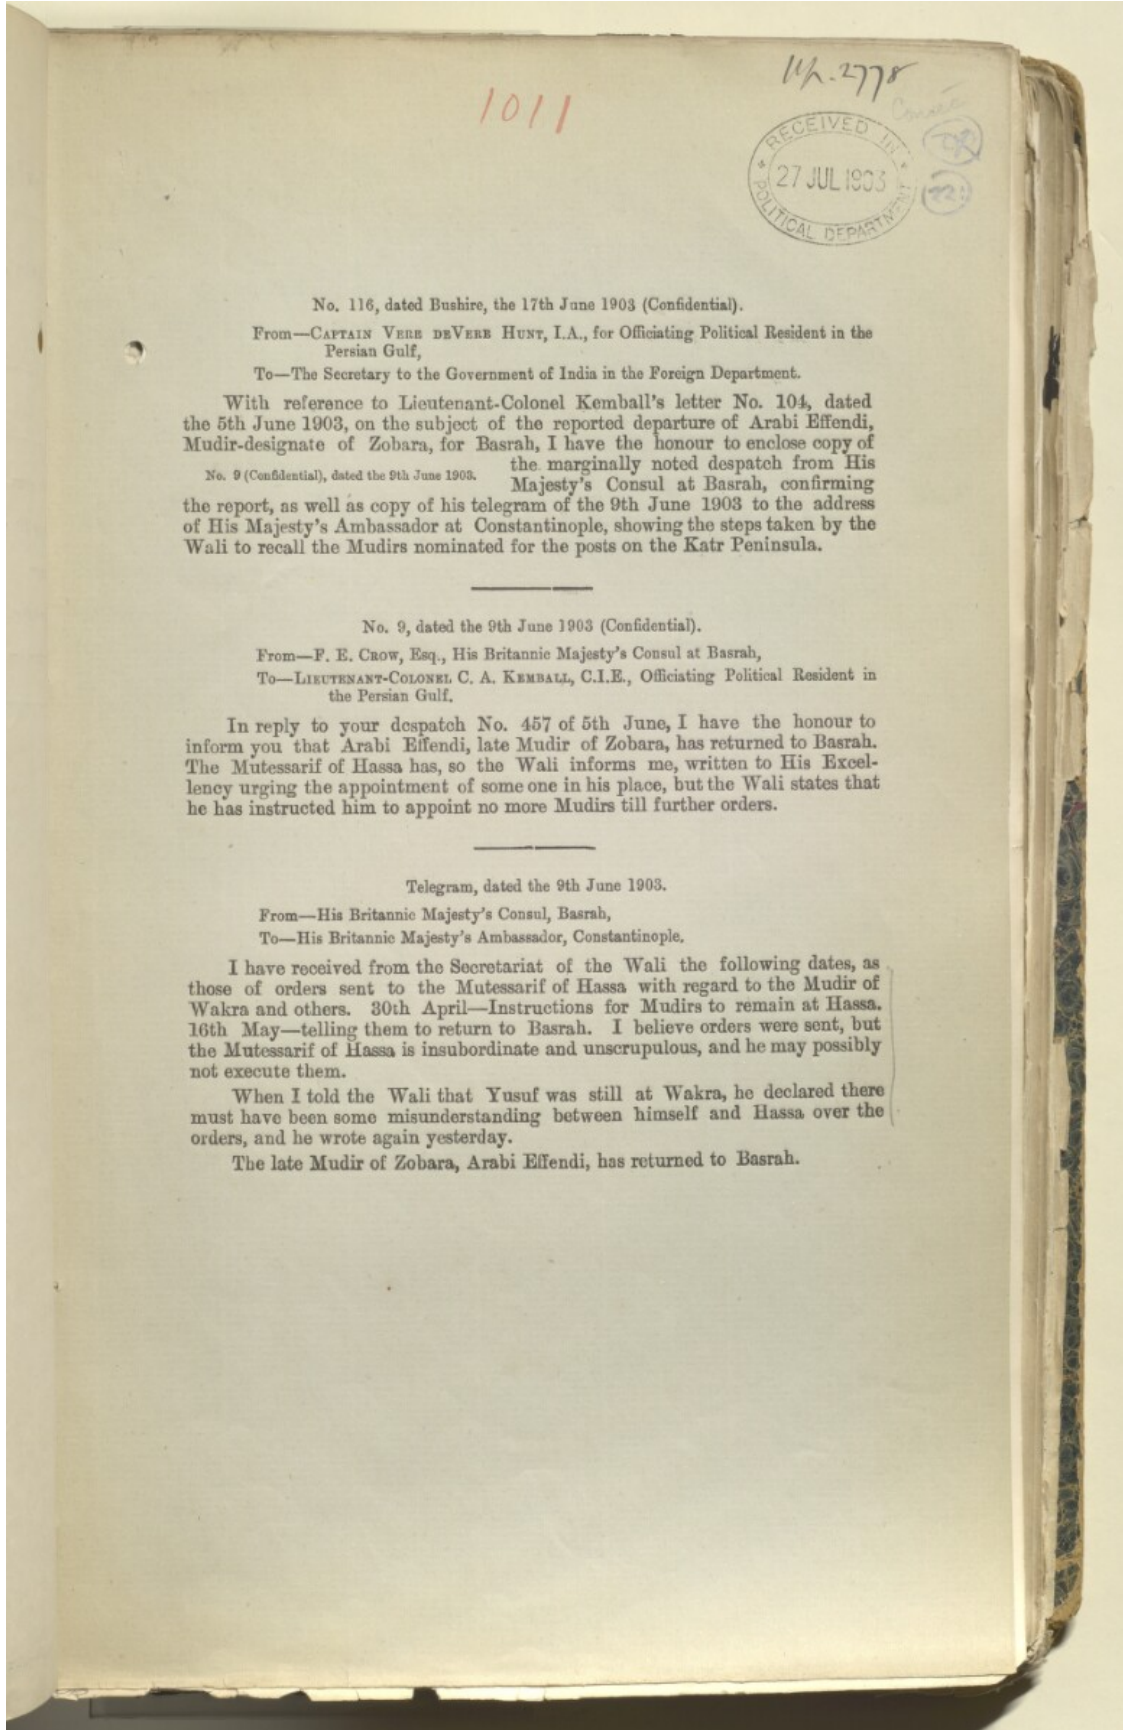 1011
RECEIVED IN
27 JUL 1903
POLITICAL DEPARTMENT
No. 116, dated Bushire, the 17th June 1903 (Confidential).
From—CAPTAIN VERE DEVERE HUNT, I.A., for Officiating Political Resident in the
Persian Gulf,
To—The Secretary to the Government of India in the Foreign Department.
With reference to Lieutenant-Colonel Kemball's letter No. 104, dated
the 5th June 1903, on the subject of the reported departure of Arabi Effendi,
Mudir-designate of Zobara, for Basrah, I have the honour to enclose copy of
No. 9 (Confidential), dated the 9th June 1903.
the marginally noted despatch from His
Majesty's Consul at Basrah, confirming
the report, as well as copy of his telegram of the 9th June 1903 to the address
of His Majesty's Ambassador at Constantinople, showing the steps taken by the
Wali to recall the Mudirs nominated for the posts on the Katr Peninsula.
No. 9, dated the 9th June 1903 (Confidential).
From—F. E. CROW, Esq., His Britannic Majesty's Consul at Basrah,
To—LIEUTENANT-COLONEL C. A. KEMBALL, C.I.E., Officiating Political Resident in
the Persian Gulf.
In reply to your despatch No. 457 of 5th June, I have the honour to
inform you that Arabi Effendi, late Mudir of Zobara, has returned to Basrah.
The Mutessarif of Hassa has, so the Wali informs me, written to His Excel-
lency urging the appointment of some one in his place, but the Wali states that
he has instructed him to appoint no more Mudirs till further orders.
Telegram, dated the 9th June 1903.
From—His Britannic Majesty's Consul, Basrah,
To—His Britannic Majesty's Ambassador, Constantinople.
I have received from the Secretariat of the Wali the following dates, as
those of orders sent to the Mutessarif of Hassa with regard to the Mudir of
Wakra and others. 30th April—Instructions for Mudirs to remain at Hassa.
16th May—telling them to return to Basrah. I believe orders were sent, but
the Mutessarif of Hassa is insubordinate and unscrupulous, and he may possibly
not execute them.
When I told the Wali that Yusuf was still at Wakra, he declared there
must have been some misunderstanding between himself and Hassa over the
orders, and he wrote again yesterday.
The late Mudir of Zobara, Arabi Effendi, has returned to Basrah.